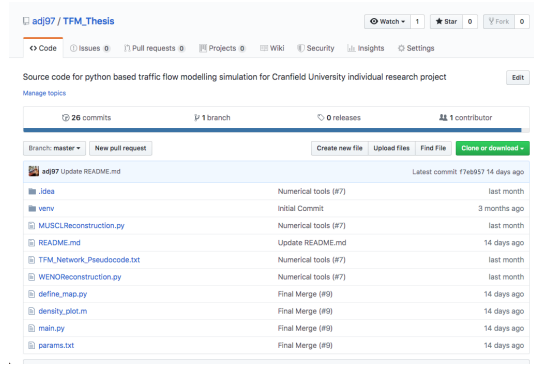 adj97 / TFM_Thesis
Watch 1 Star 0 Fork 0
Code Issues 0 Pull requests 0 Projects 0 Wiki Security Insights Settings
Source code for python based traffic flow modelling simulation for Cranfield University individual research project Edit
Manage topics
26 commits 1 branch 0 releases 1 contributor
Branch: master New pull request Create new file Upload files Find File Clone or download
adj97 Update README.md Latest commit f7eb957 14 days ago
.idea Numerical tools (#7) last month
venv Initial Commit 3 months ago
MUSCLReconstruction.py Numerical tools (#7) last month
README.md Update README.md 14 days ago
TFM_Network_Pseudocode.txt Numerical tools (#7) last month
WENOReconstruction.py Numerical tools (#7) last month
define_map.py Final Merge (#9) 14 days ago
density_plot.m Final Merge (#9) 14 days ago
main.py Final Merge (#9) 14 days ago
params.txt Final Merge (#9) 14 days ago